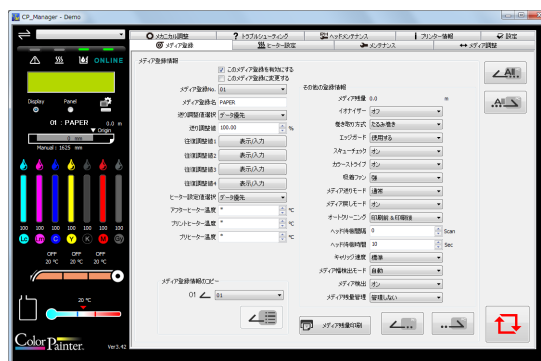 CP_Manager - Demo
メカニカル調整
トラブルシューティング
ヘッドメンテナンス
プリンター情報
設定
メディア登録
ヒーター設定
メンテナンス
メディア調整
ONLINE
Display
Panel
01 : PAPER
0.0 m
Origin
0 mm
Manual : 1625 mm
100 100 100 100 100 100 100
Lc Lm C Y K M Gy
OFF OFF OFF
20 ℃ 20 ℃ 20 ℃
20 ℃
ColorPainter.
Ver3.42
メディア登録情報
このメディア登録を有効にする
このメディア登録に変更する
メディア登録No. 01
メディア登録名 PAPER
送り調整値選択 データ優先
送り調整値 100.00 %
往復調整値1 表示/入力
往復調整値2 表示/入力
往復調整値3 表示/入力
往復調整値4 表示/入力
ヒーター設定値選択 データ優先
アフターヒーター温度 * ℃
プリントヒーター温度 * ℃
プリヒーター温度 * ℃
メディア登録情報のコピー
01 01
その他の登録情報
メディア残量 0.0 m
イオナイザー オフ
巻き取り方式 たるみ巻き
エッジガード 使用する
スキューチェック オン
カラーストライプ オン
吸着ファン 強
メディア送りモード 通常
メディア戻しモード オン
オートクリーニング 印刷前 & 印刷後
ヘッド待機間隔 0 Scan
ヘッド待機時間 10 Sec
キャリッジ速度 標準
メディア幅検出モード 自動
メディア検出 オン
メディア残量管理 管理しない
メディア残量印刷
ALL
ALL